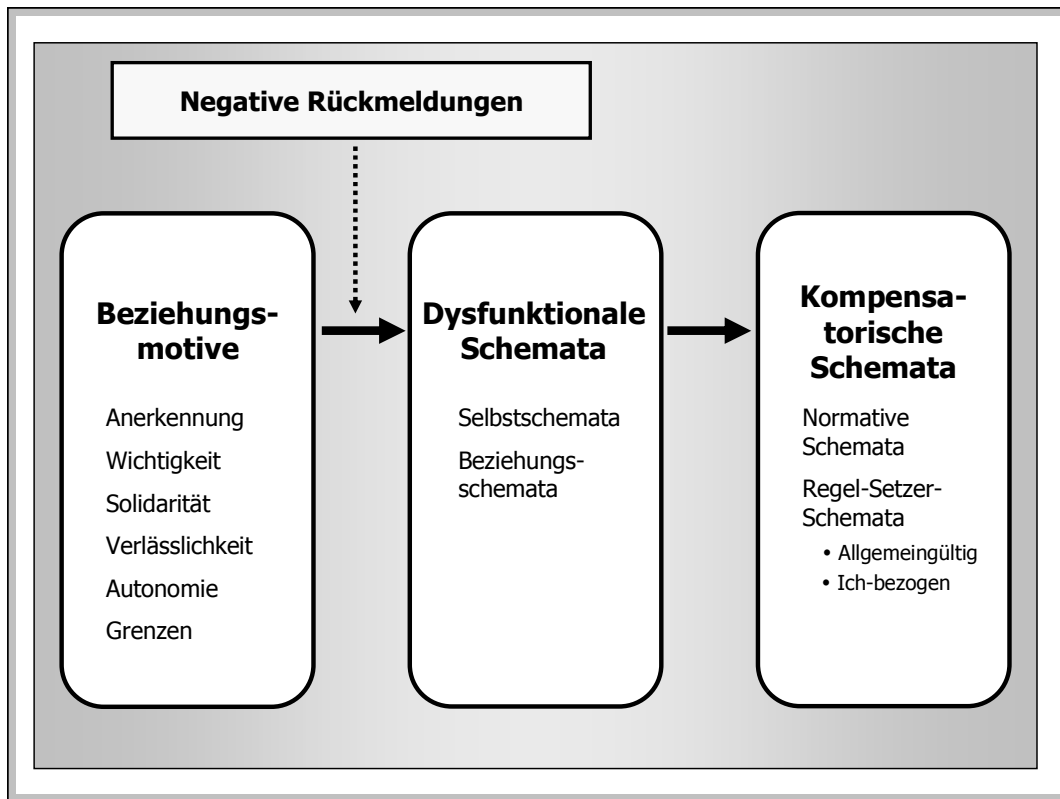 Negative Rückmeldungen
Beziehungs-
motive
Anerkennung
Wichtigkeit
Solidarität
Verlässlichkeit
Autonomie
Grenzen
Dysfunktionale
Schemata
Selbstschemata
Beziehungs-
schemata
Kompensa-
torische
Schemata
Normative
Schemata
Regel-Setzer-
Schemata
• Allgemeingültig
• Ich-bezogen